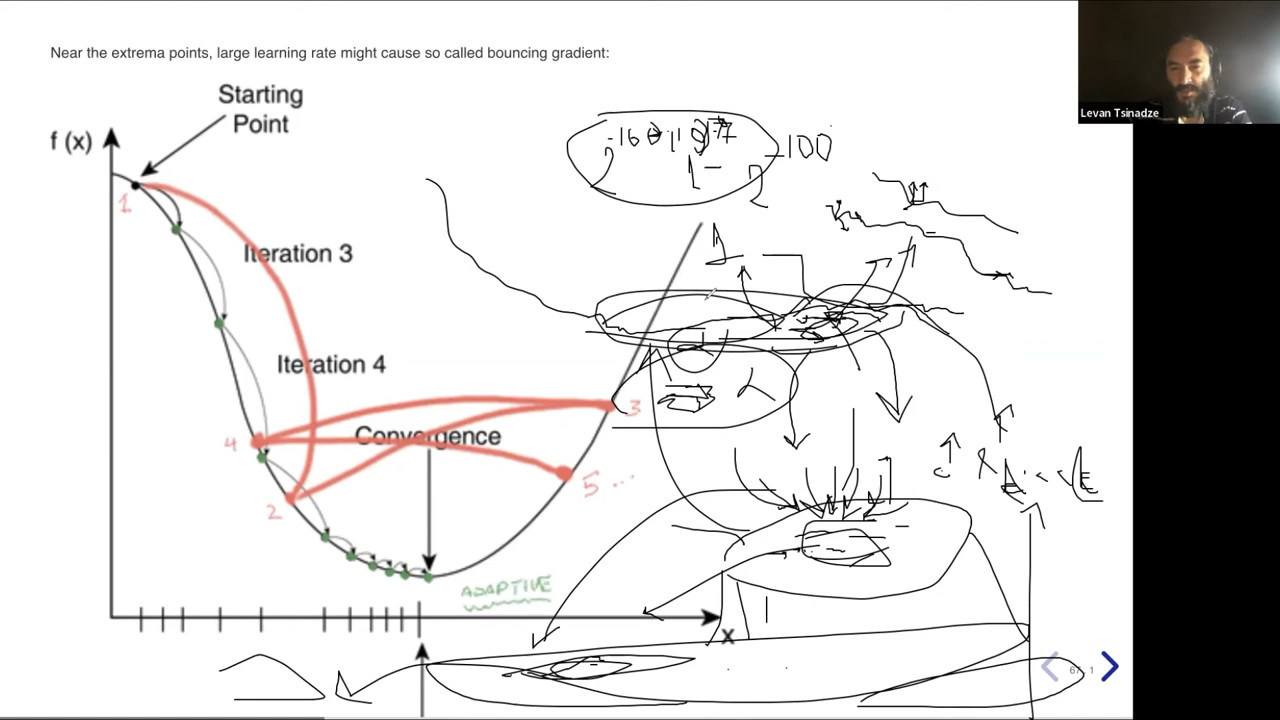 Near the extrema points, large learning rate might cause so called bouncing gradient:
Levan Tsinadze
Starting
Point
f (x)
1
Iteration 3
Iteration 4
Convergence
3
4
2
5 ...
ADAPTIVE
x
-100